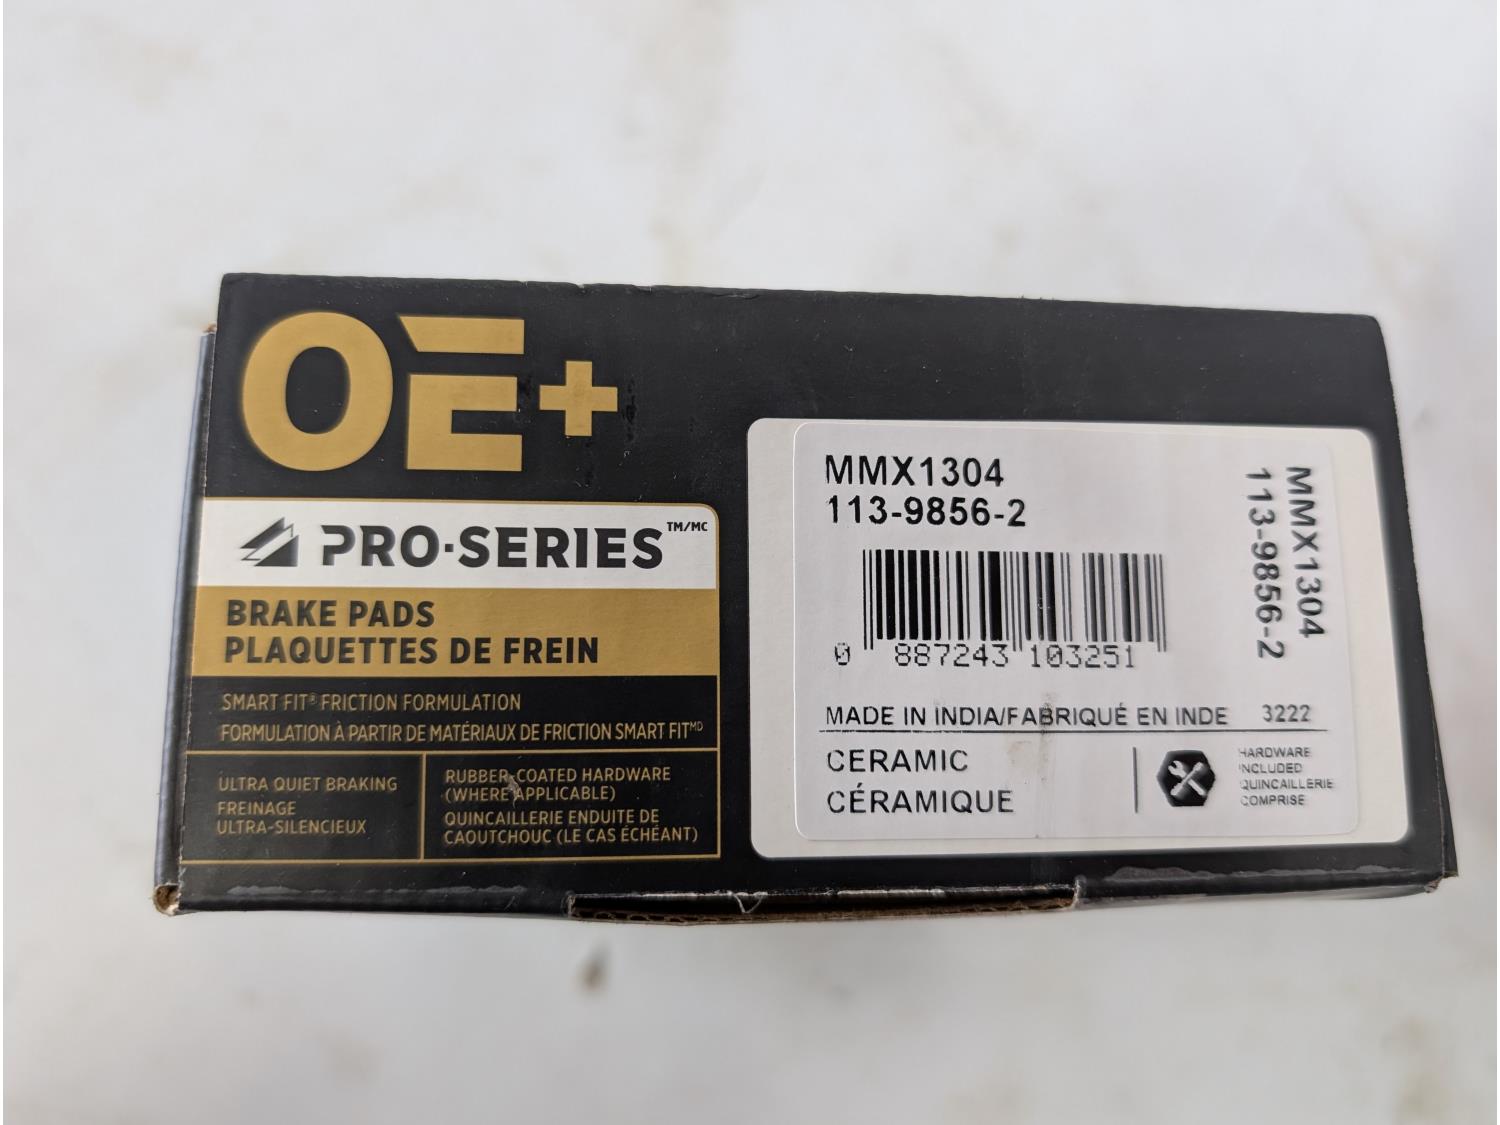 OE+
PRO·SERIES™/MC
BRAKE PADS
PLAQUETTES DE FREIN
SMART FIT® FRICTION FORMULATION
FORMULATION À PARTIR DE MATÉRIAUX DE FRICTION SMART FITᴹᴰ
ULTRA QUIET BRAKING
FREINAGE
ULTRA-SILENCIEUX
RUBBER-COATED HARDWARE
(WHERE APPLICABLE)
QUINCAILLERIE ENDUITE DE
CAOUTCHOUC (LE CAS ÉCHÉANT)
MMX1304
113-9856-2
0 887243 103251
MADE IN INDIA/FABRIQUÉ EN INDE 3222
CERAMIC
CÉRAMIQUE
HARDWARE
INCLUDED
QUINCAILLERIE
COMPRISE
MMX1304
113-9856-2